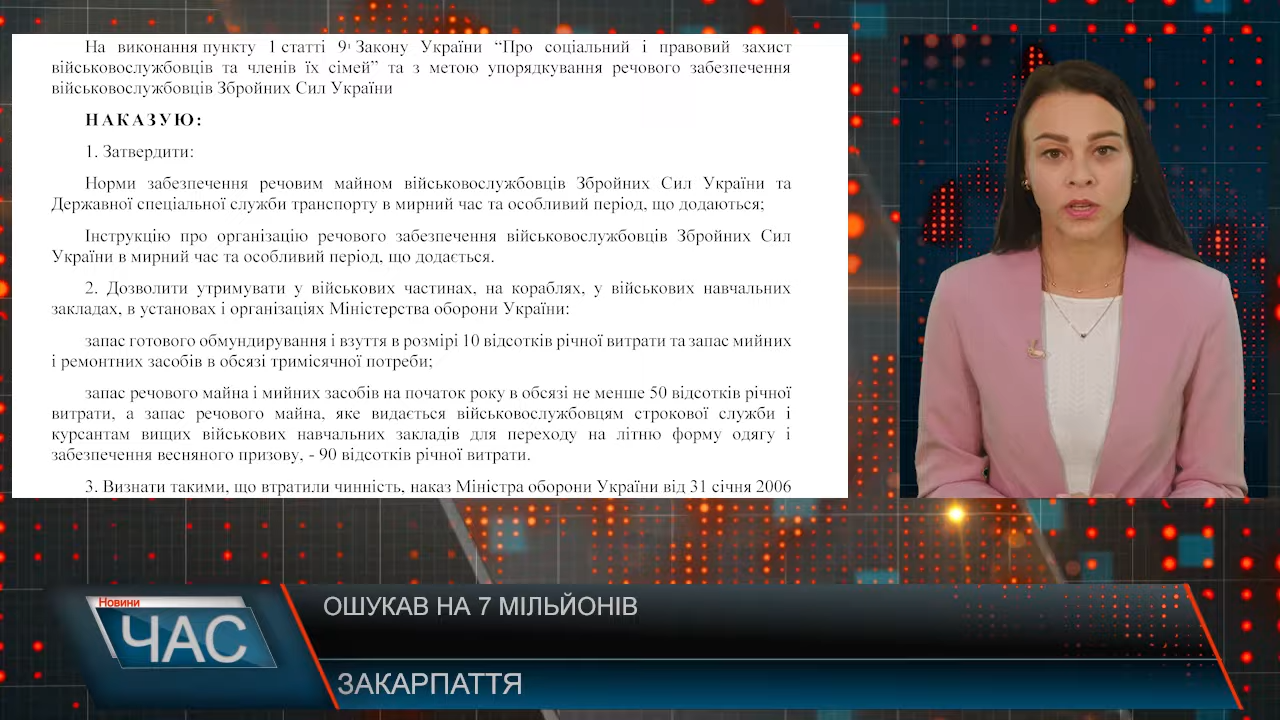 На виконання пункту 1 статті 9¹ Закону України “Про соціальний і правовий захист
військовослужбовців та членів їх сімей” та з метою упорядкування речового забезпечення
військовослужбовців Збройних Сил України
НАКАЗУЮ:
1. Затвердити:
Норми забезпечення речовим майном військовослужбовців Збройних Сил України та
Державної спеціальної служби транспорту в мирний час та особливий період, що додаються;
Інструкцію про організацію речового забезпечення військовослужбовців Збройних Сил
України в мирний час та особливий період, що додається.
2. Дозволити утримувати у військових частинах, на кораблях, у військових навчальних
закладах, в установах і організаціях Міністерства оборони України:
запас готового обмундирування і взуття в розмірі 10 відсотків річної витрати та запас мийних
і ремонтних засобів в обсязі тримісячної потреби;
запас речового майна і мийних засобів на початок року в обсязі не менше 50 відсотків річної
витрати, а запас речового майна, яке видається військовослужбовцям строкової служби і
курсантам вищих військових навчальних закладів для переходу на літню форму одягу і
забезпечення весняного призову, - 90 відсотків річної витрати.
3. Визнати такими, що втратили чинність, наказ Міністра оборони України від 31 січня 2006
Новини
ЧАС
ОШУКАВ НА 7 МІЛЬЙОНІВ
ЗАКАРПАТТЯ